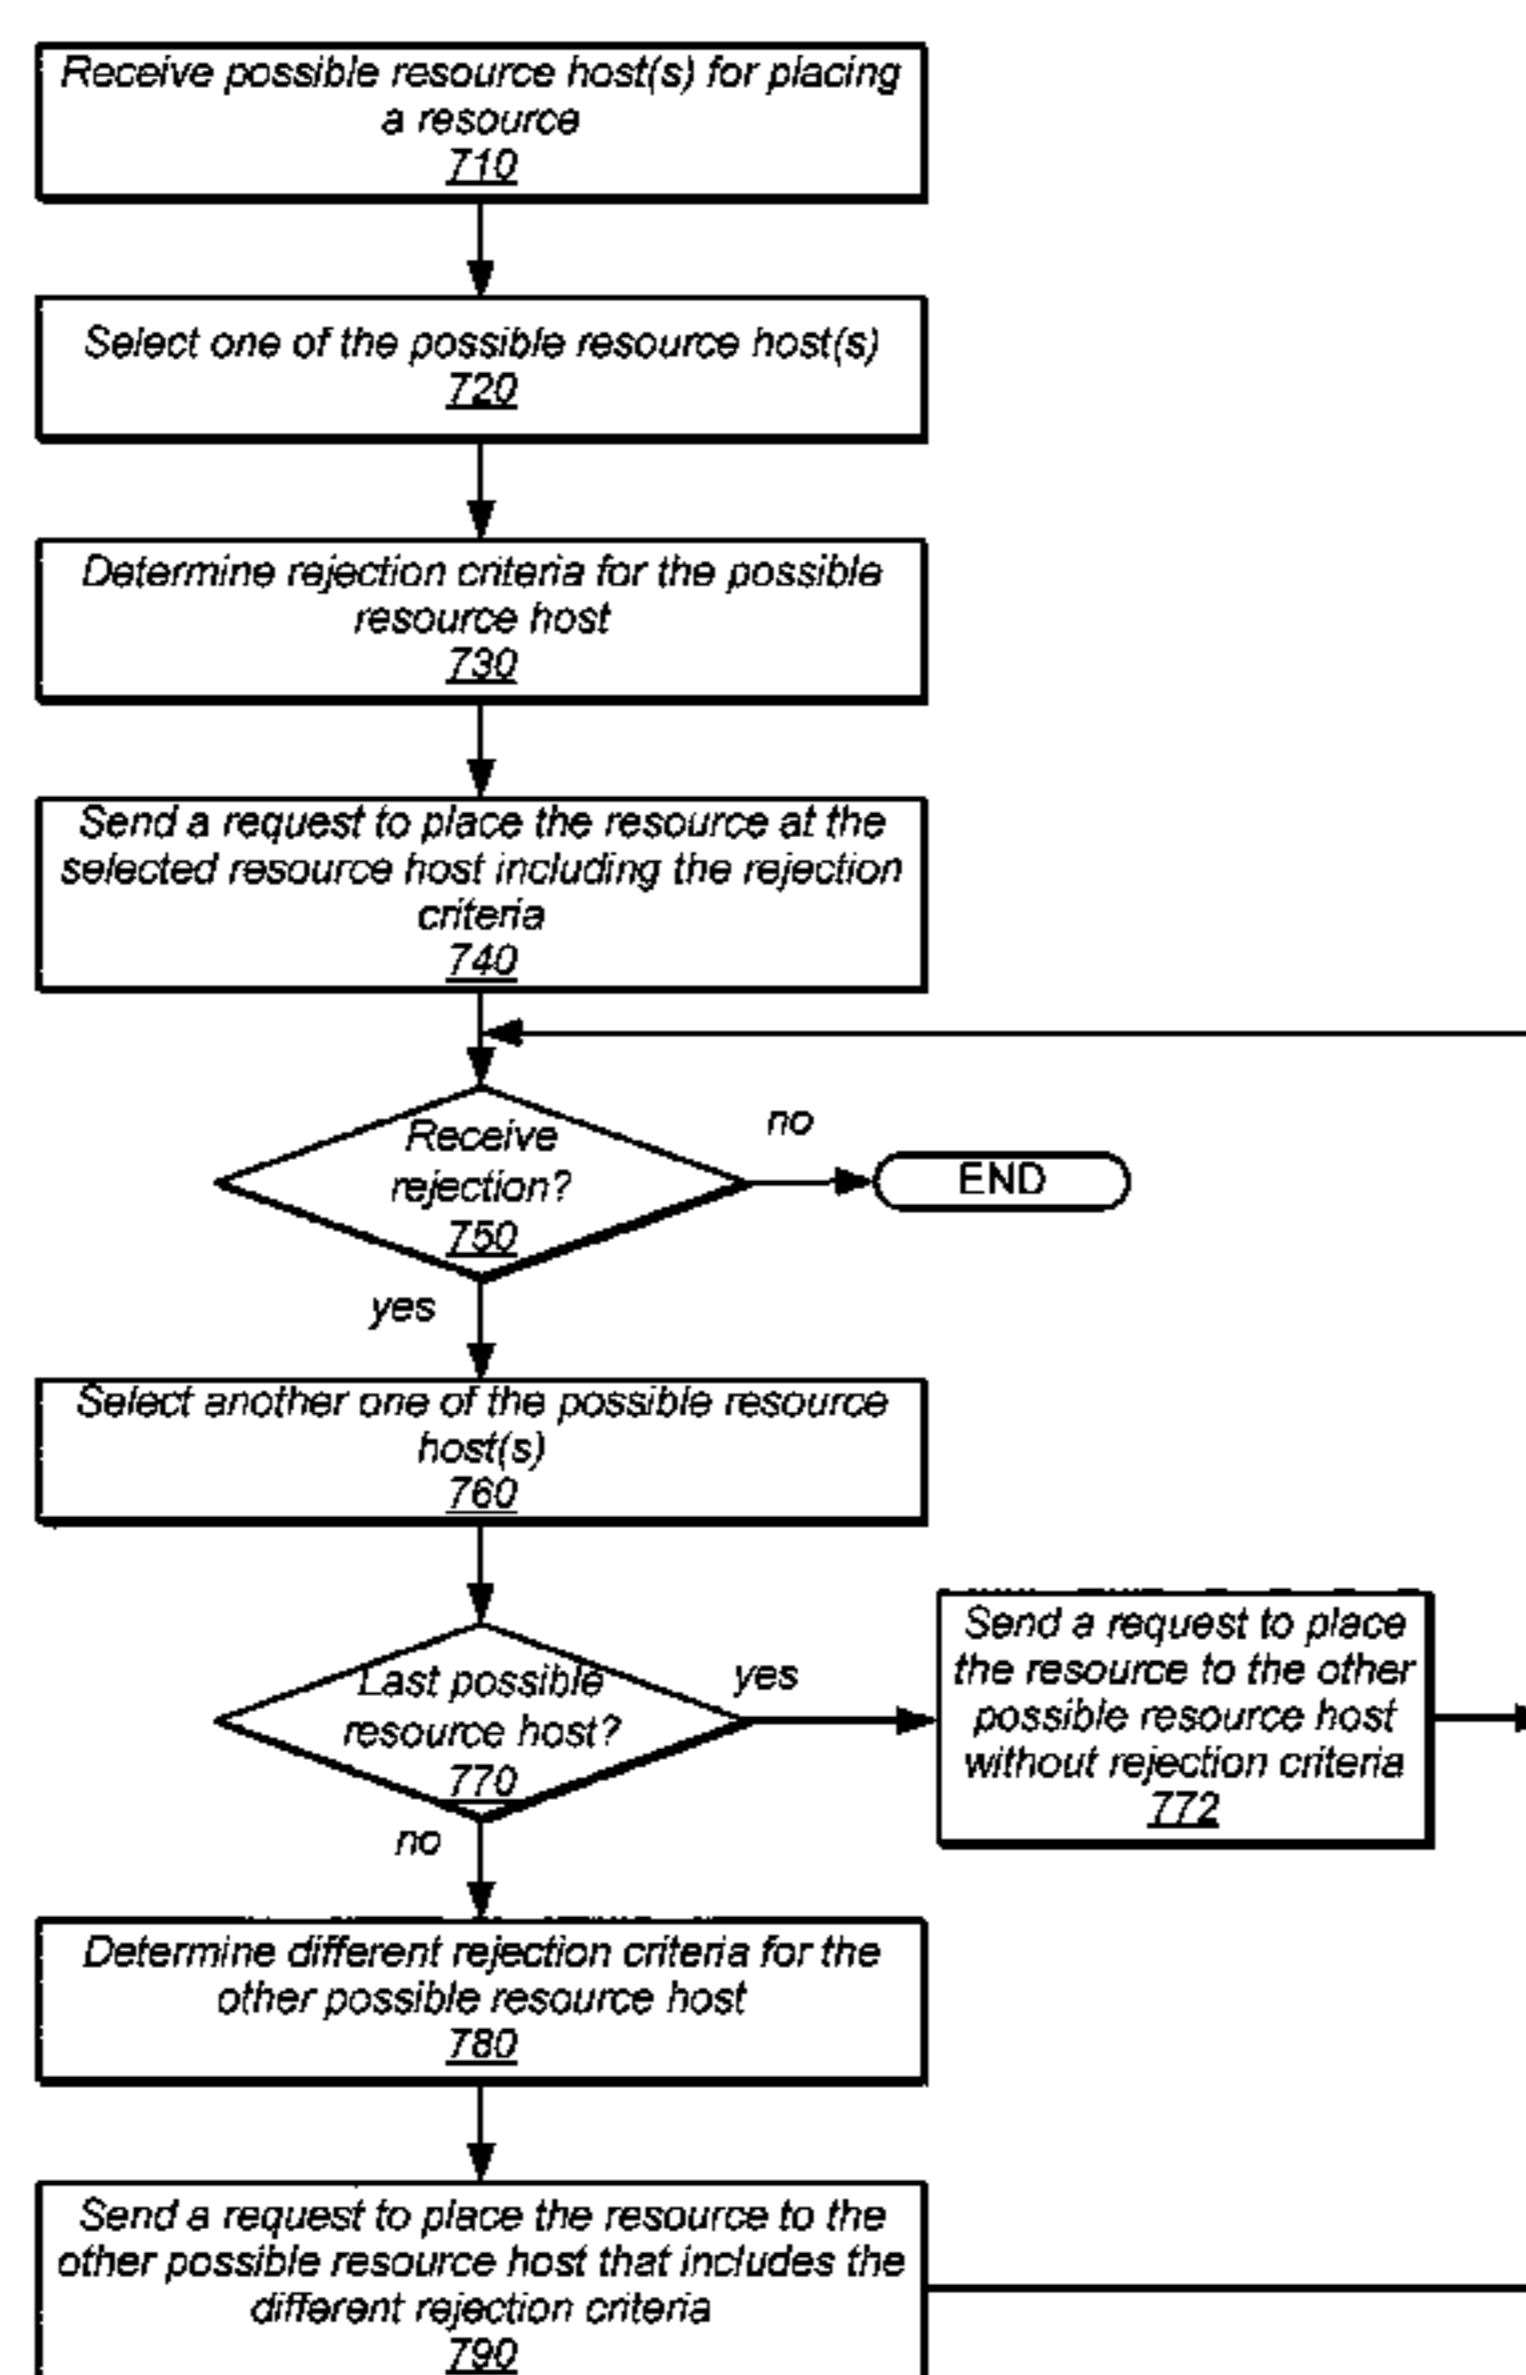 Receive possible resource host(s) for placing
a resource
710
Select one of the possible resource host(s)
720
Determine rejection criteria for the possible
resource host
730
Send a request to place the resource at the
selected resource host including the rejection
criteria
740
Receive
rejection?
750
no
END
yes
Select another one of the possible resource
host(s)
760
Last possible
resource host?
770
yes
Send a request to place
the resource to the other
possible resource host
without rejection criteria
772
no
Determine different rejection criteria for the
other possible resource host
780
Send a request to place the resource to the
other possible resource host that includes the
different rejection criteria
790